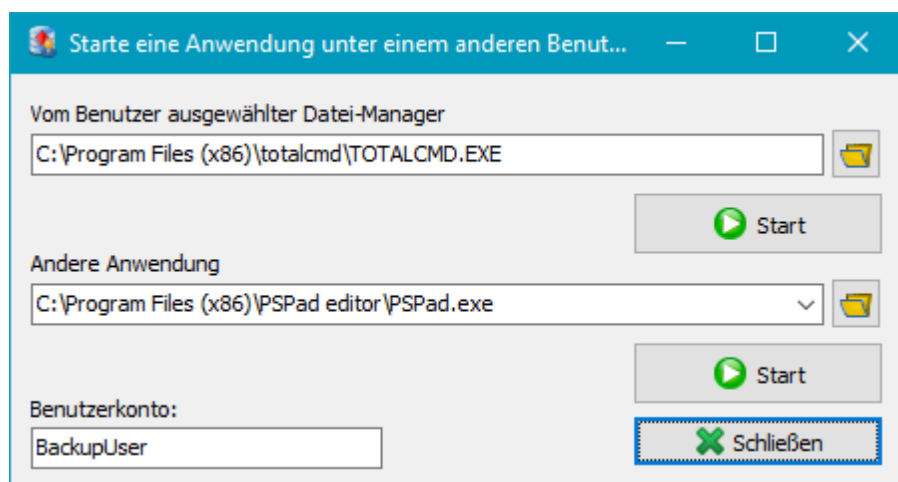 Starte eine Anwendung unter einem anderen Benut...
Vom Benutzer ausgewählter Datei-Manager
C:\Program Files (x86)\totalcmd\TOTALCMD.EXE
Start
Andere Anwendung
C:\Program Files (x86)\PSPad editor\PSPad.exe
Start
Benutzerkonto:
BackupUser
Schließen